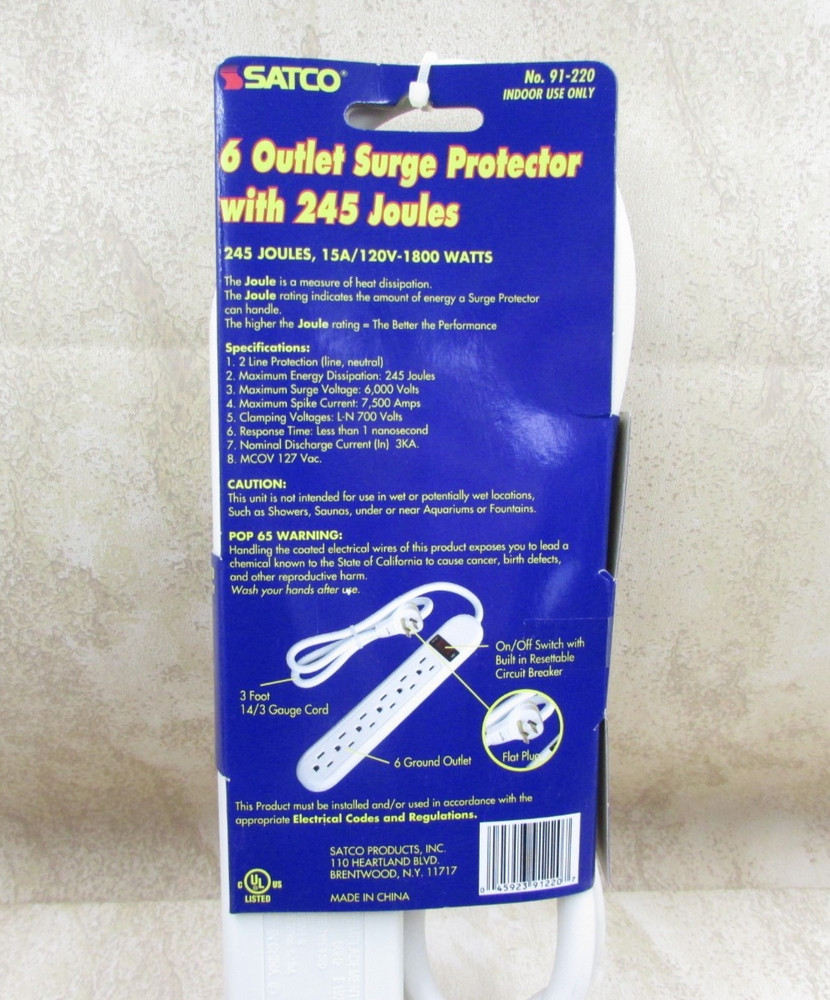 SATCO®
No. 91-220
INDOOR USE ONLY
6 Outlet Surge Protector
with 245 Joules
245 JOULES, 15A/120V-1800 WATTS
The Joule is a measure of heat dissipation.
The Joule rating indicates the amount of energy a Surge Protector
can handle.
The higher the Joule rating = The Better the Performance
Specifications:
1. 2 Line Protection (line, neutral)
2. Maximum Energy Dissipation: 245 Joules
3. Maximum Surge Voltage: 6,000 Volts
4. Maximum Spike Current: 7,500 Amps
5. Clamping Voltages: L-N 700 Volts
6. Response Time: Less than 1 nanosecond
7. Nominal Discharge Current (In) 3KA.
8. MCOV 127 Vac.
CAUTION:
This unit is not intended for use in wet or potentially wet locations,
Such as Showers, Saunas, under or near Aquariums or Fountains.
POP 65 WARNING:
Handling the coated electrical wires of this product exposes you to lead a
chemical known to the State of California to cause cancer, birth defects,
and other reproductive harm.
Wash your hands after use.
On/Off Switch with
Built in Resettable
Circuit Breaker
3 Foot
14/3 Gauge Cord
6 Ground Outlet
Flat Plug
This Product must be installed and/or used in accordance with the
appropriate Electrical Codes and Regulations.
SATCO PRODUCTS, INC.
110 HEARTLAND BLVD.
BRENTWOOD, N.Y. 11717
MADE IN CHINA
C UL US
LISTED
0 45923 91220 7